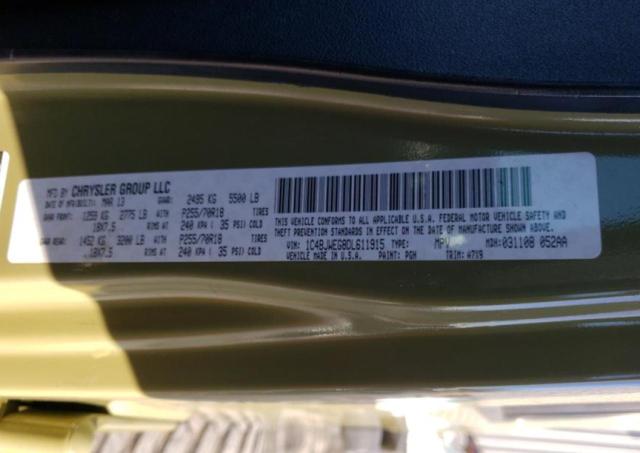 MFD BY CHRYSLER GROUP LLC
DATE OF MFR MAR 13 GVWR: 2495 KG 5500 LB
GAWR FRONT 1259 KG 2775 LB WITH P255/70R18 TIRES
18X7.5 RIMS AT 240 KPA ( 35 PSI COLD
GAWR REAR 1452 KG 3200 LB WITH P255/70R18 TIRES
18X7.5 RIMS AT 240 KPA ( 35 PSI COLD
THIS VEHICLE CONFORMS TO ALL APPLICABLE U.S.A. FEDERAL MOTOR VEHICLE SAFETY,
THEFT PREVENTION STANDARDS IN EFFECT ON THE DATE OF MANUFACTURE SHOWN ABOVE.
VIN: 1C4BJWEG8DL611915 TYPE: MPV MDH: 031108 052AA
VEHICLE MADE IN U.S.A. PAINT: PGH TRIM: A7X9